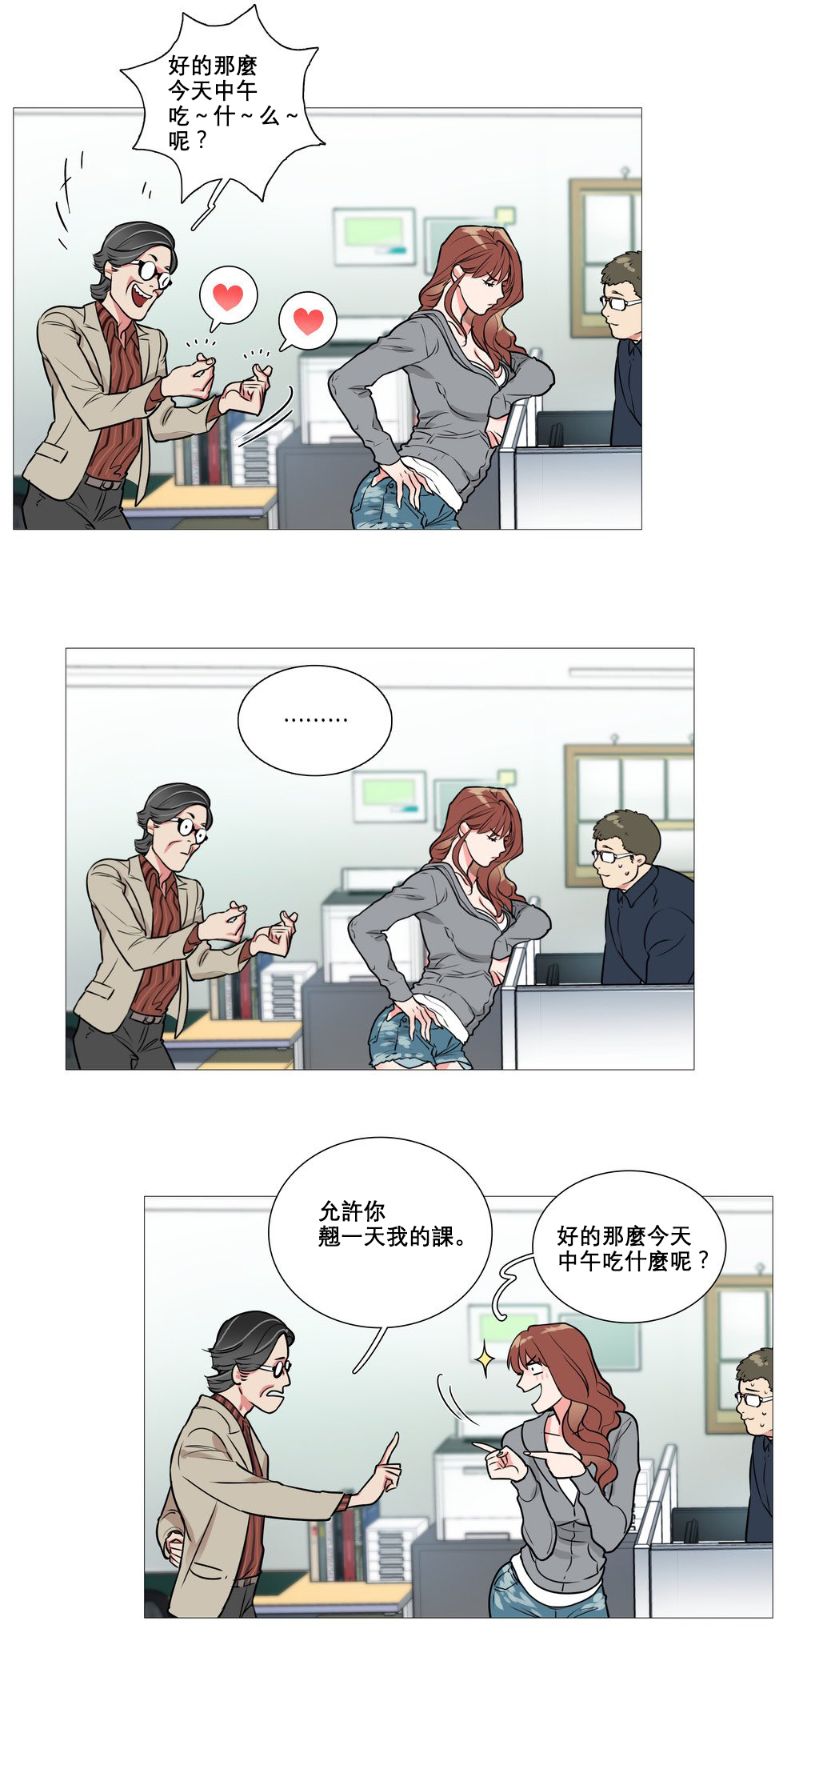 好的那麼
今天中午
吃～什～么～
呢？
………
允許你
翹一天我的課。
好的那麼今天
中午吃什麼呢？